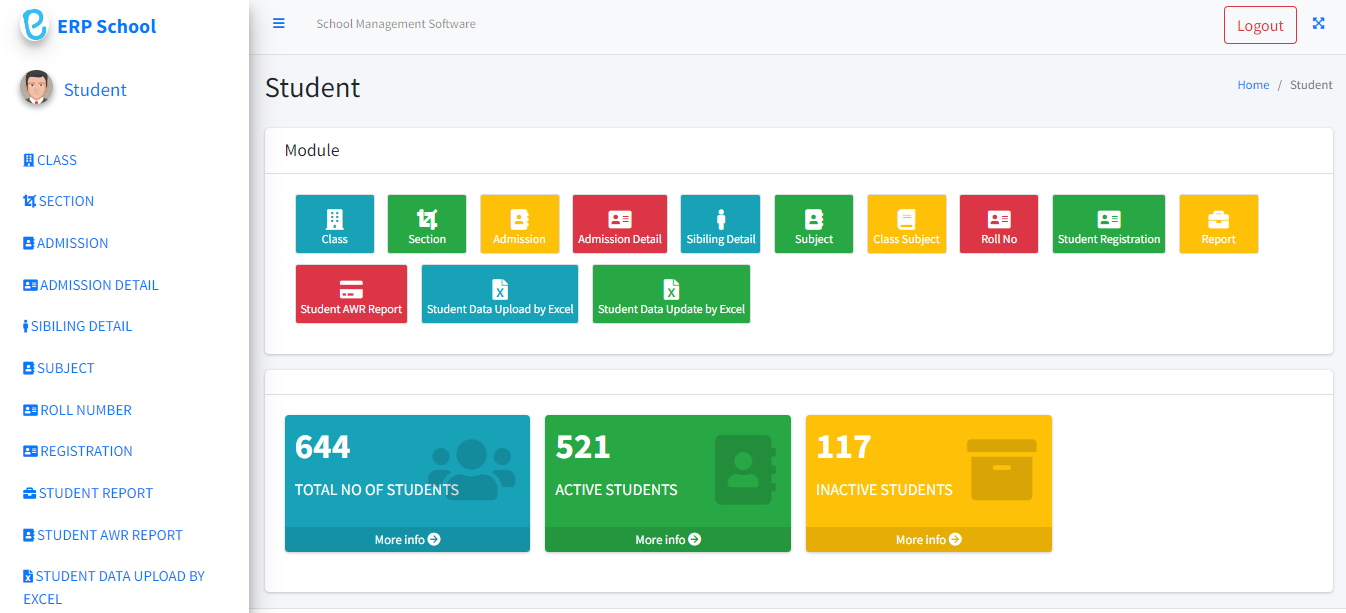 ERP School
Student
CLASS
SECTION
ADMISSION
ADMISSION DETAIL
SIBILING DETAIL
SUBJECT
ROLL NUMBER
REGISTRATION
STUDENT REPORT
STUDENT AWR REPORT
STUDENT DATA UPLOAD BY
EXCEL
School Management Software
Logout
Student
Home / Student
Module
Class
Section
Admission
Admission Detail
Sibiling Detail
Subject
Class Subject
Roll No
Student Registration
Report
Student AWR Report
Student Data Upload by Excel
Student Data Update by Excel
644
TOTAL NO OF STUDENTS
More info
521
ACTIVE STUDENTS
More info
117
INACTIVE STUDENTS
More info